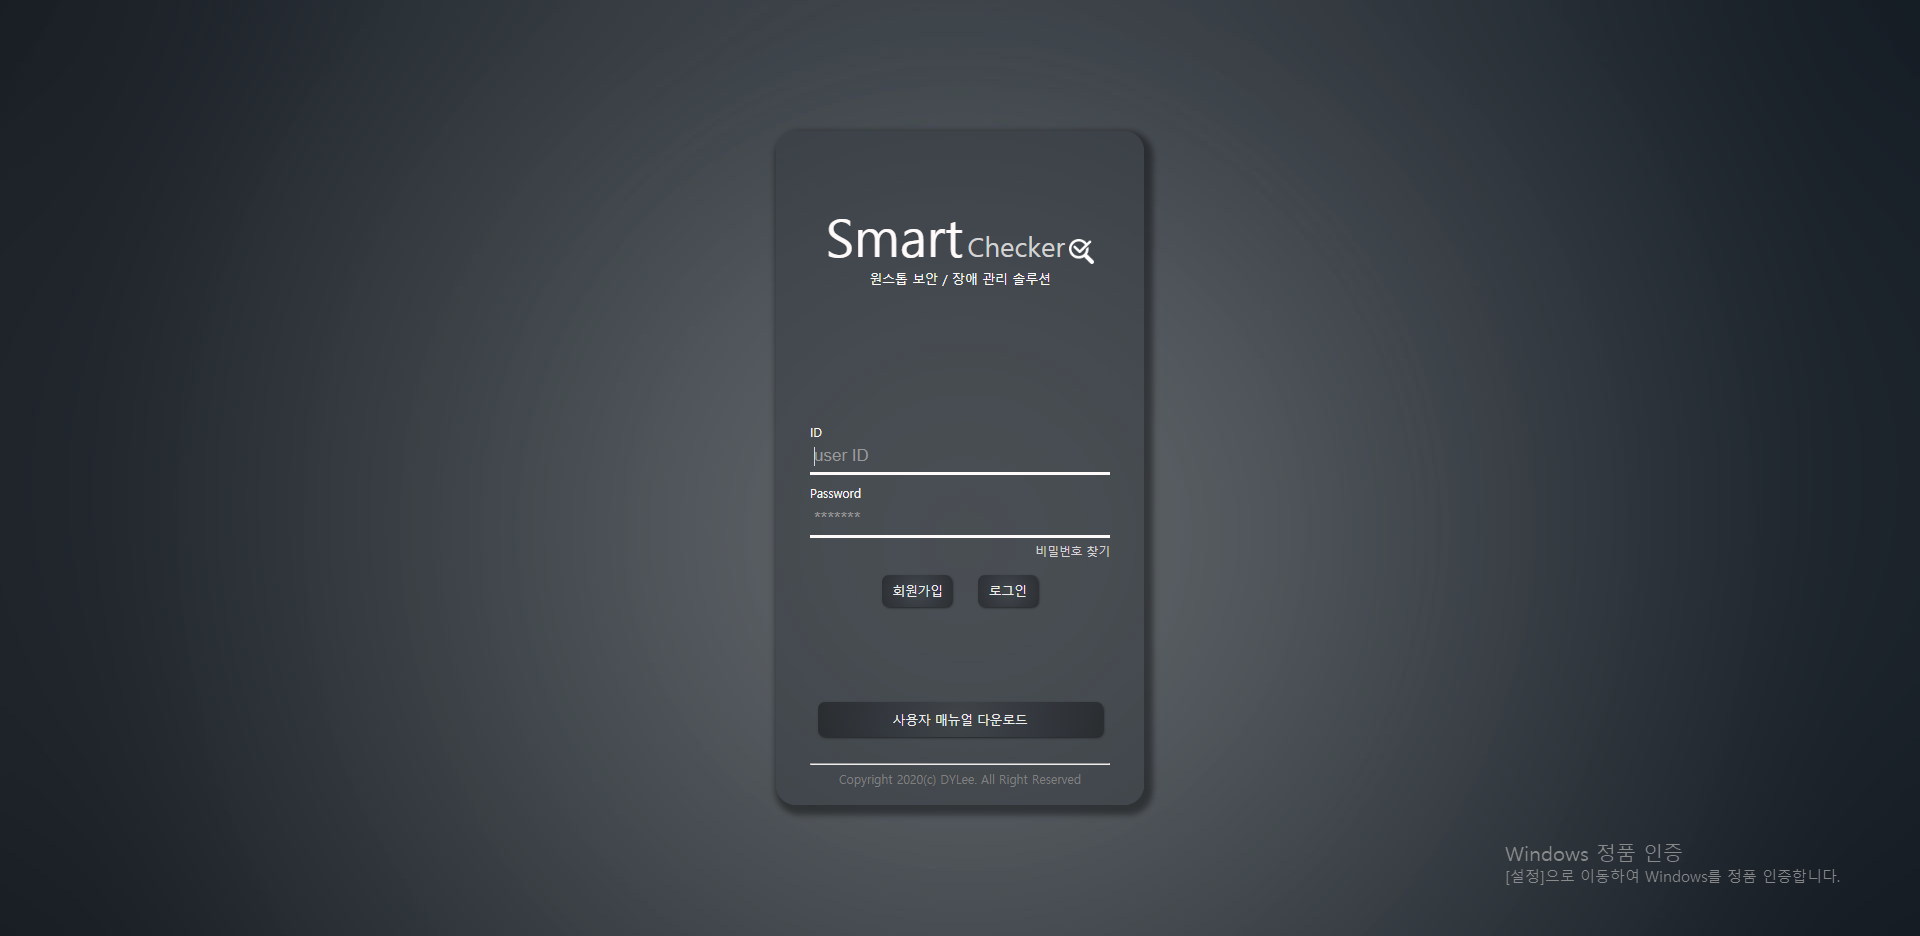 Smart Checker
원스톱 보안 / 장애 관리 솔루션
ID
user ID
Password
*******
비밀번호 찾기
회원가입 로그인
사용자 매뉴얼 다운로드
Copyright 2020(c) DYLee. All Right Reserved
Windows 정품 인증
[설정]으로 이동하여 Windows를 정품 인증합니다.